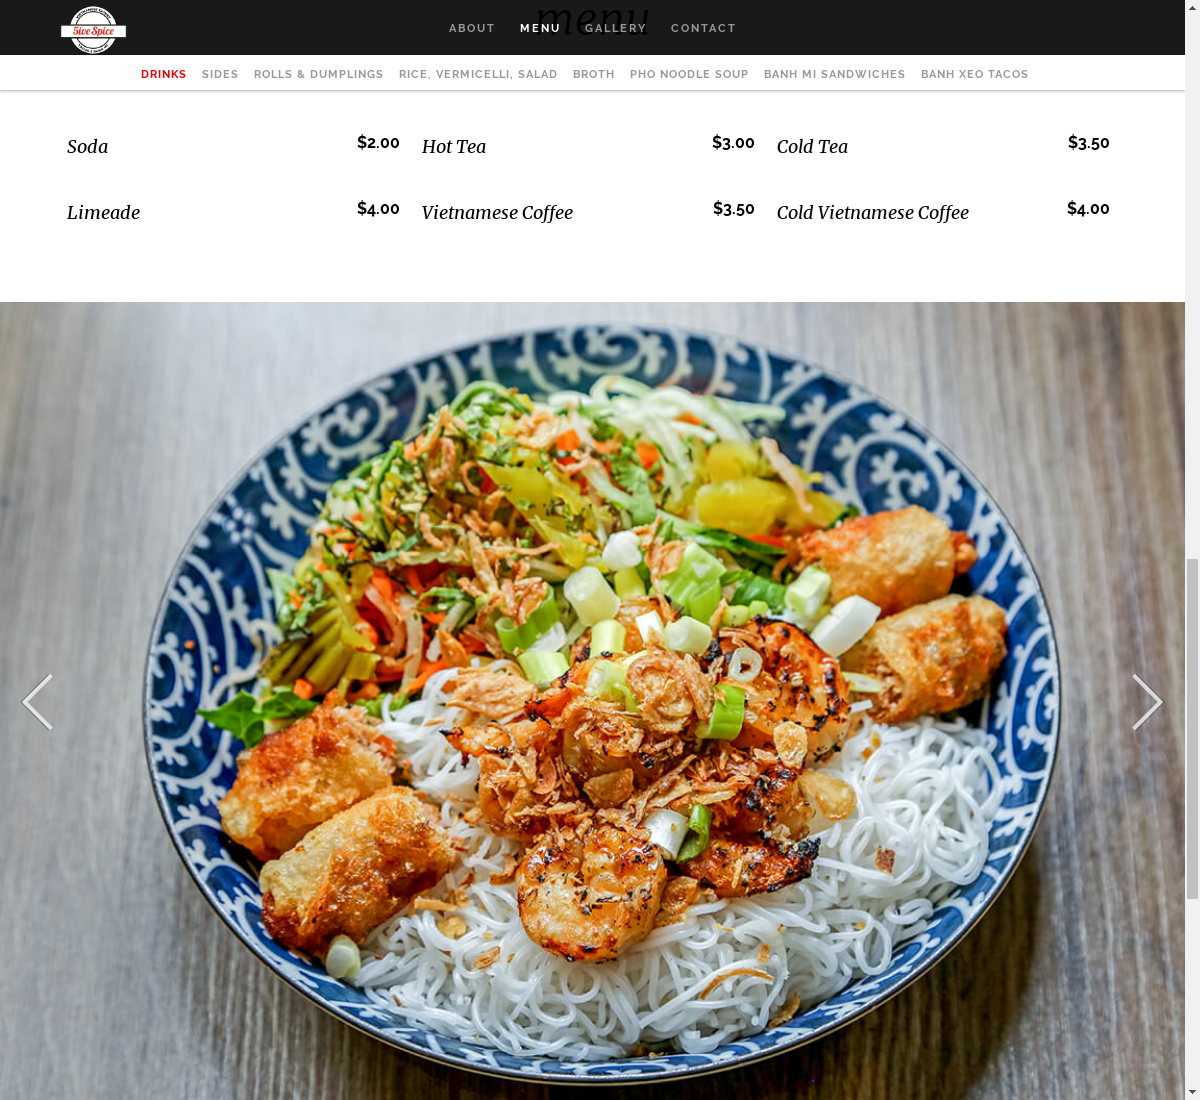 5ive Spice
menu
ABOUT MENU GALLERY CONTACT
DRINKS SIDES ROLLS & DUMPLINGS RICE, VERMICELLI, SALAD BROTH PHO NOODLE SOUP BANH MI SANDWICHES BANH XEO TACOS
Soda $2.00 Hot Tea $3.00 Cold Tea $3.50
Limeade $4.00 Vietnamese Coffee $3.50 Cold Vietnamese Coffee $4.00